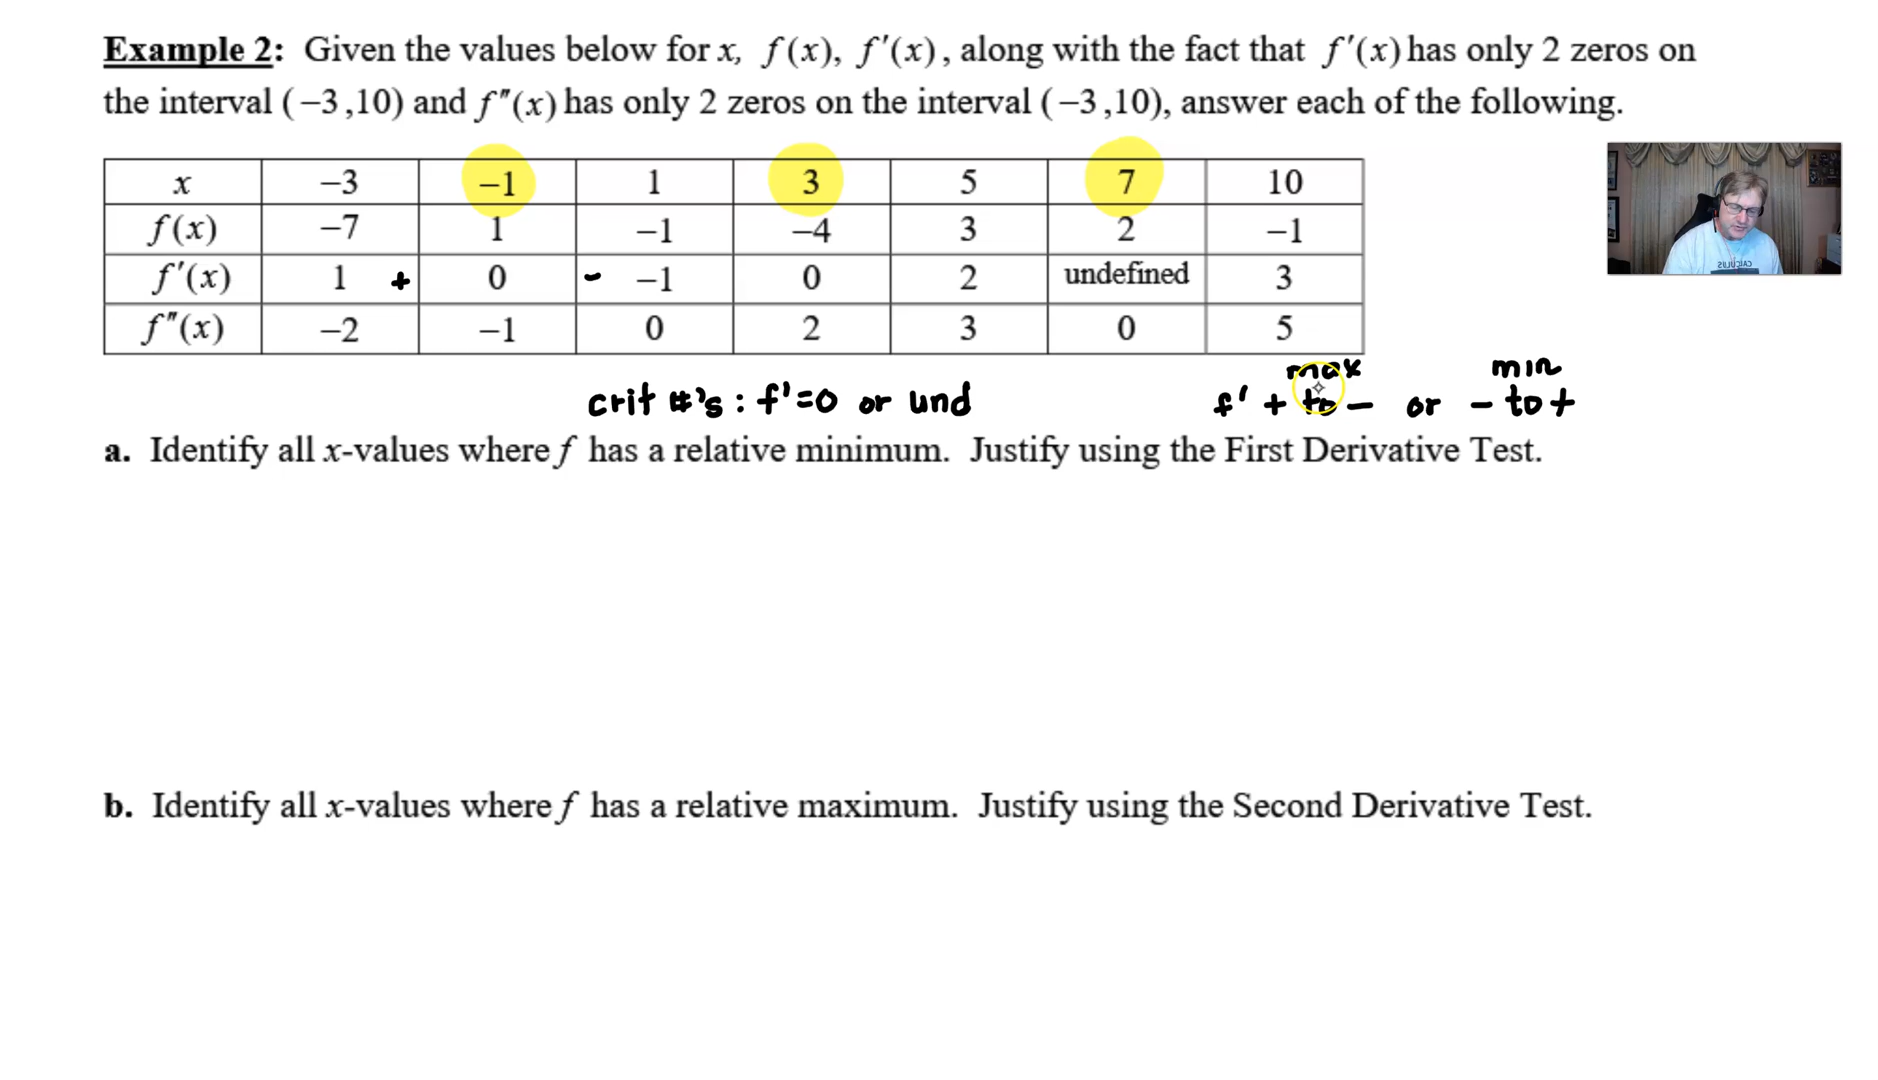 Example 2: Given the values below for x, f(x), f′(x), along with the fact that f′(x) has only 2 zeros on
the interval (−3,10) and f″(x) has only 2 zeros on the interval (−3,10), answer each of the following.
x −3 −1 1 3 5 7 10
f(x) −7 1 −1 −4 3 2 −1
f′(x) 1 + 0 - −1 0 2 undefined 3
f″(x) −2 −1 0 2 3 0 5
max min
crit #'s : f'=0 or und f' + to − or − to +
a. Identify all x-values where f has a relative minimum. Justify using the First Derivative Test.
b. Identify all x-values where f has a relative maximum. Justify using the Second Derivative Test.